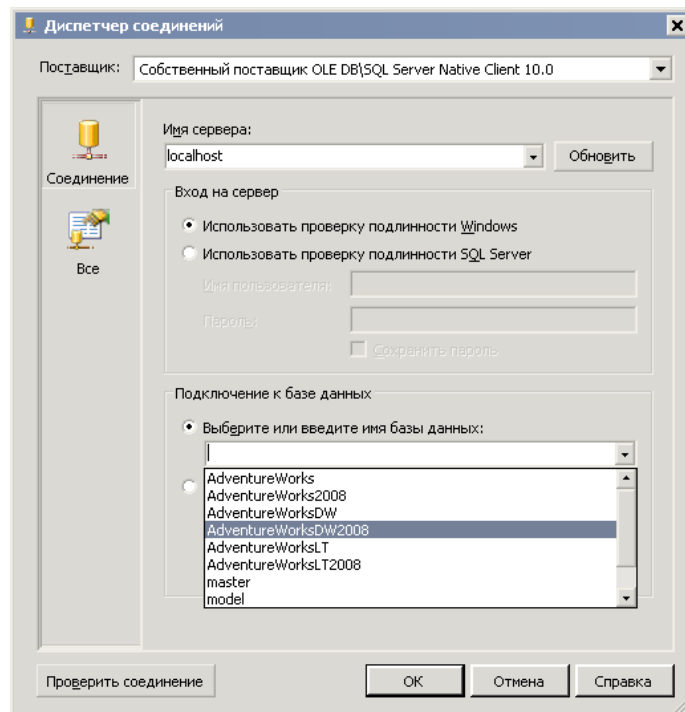 Диспетчер соединений
Поставщик: Собственный поставщик OLE DB\SQL Server Native Client 10.0
Соединение
Все
Имя сервера:
localhost
Обновить
Вход на сервер
Использовать проверку подлинности Windows
Использовать проверку подлинности SQL Server
Имя пользователя:
Пароль:
Сохранить пароль
Подключение к базе данных
Выберите или введите имя базы данных:
AdventureWorks
AdventureWorks2008
AdventureWorksDW
AdventureWorksDW2008
AdventureWorksLT
AdventureWorksLT2008
master
model
Проверить соединение
ОК
Отмена
Справка